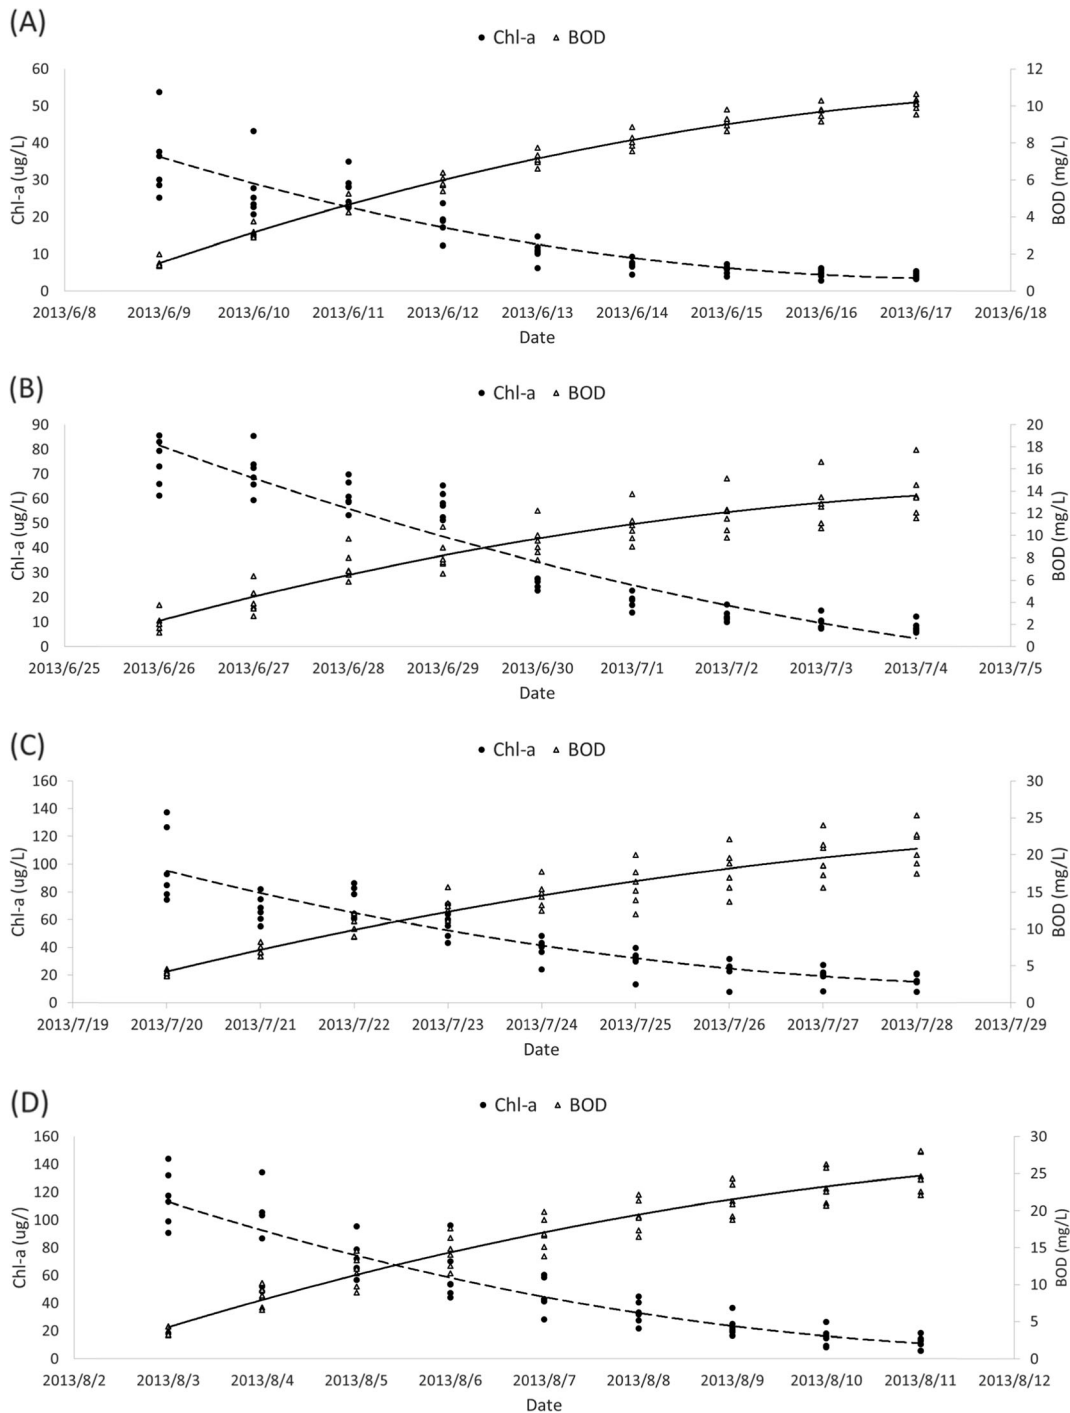 (A)
Chl-a BOD
60 12
50 10
40 8
30 6
20 4
10 2
0 0
Chl-a (ug/L)
BOD (mg/L)
2013/6/8 2013/6/9 2013/6/10 2013/6/11 2013/6/12 2013/6/13 2013/6/14 2013/6/15 2013/6/16 2013/6/17 2013/6/18
Date
(B)
Chl-a BOD
90 20
80 18
70 16
60 14
50 12
40 10
30 8
20 6
10 4
0 2
0
Chl-a (ug/L)
BOD (mg/L)
2013/6/25 2013/6/26 2013/6/27 2013/6/28 2013/6/29 2013/6/30 2013/7/1 2013/7/2 2013/7/3 2013/7/4 2013/7/5
Date
(C)
Chl-a BOD
160 30
140 25
120 20
100 15
80 10
60 5
40 0
20
0
Chl-a (ug/L)
BOD (mg/L)
2013/7/19 2013/7/20 2013/7/21 2013/7/22 2013/7/23 2013/7/24 2013/7/25 2013/7/26 2013/7/27 2013/7/28 2013/7/29
Date
(D)
Chl-a BOD
160 30
140 25
120 20
100 15
80 10
60 5
40 0
20
0
Chl-a (ug/)
BOD (mg/L)
2013/8/2 2013/8/3 2013/8/4 2013/8/5 2013/8/6 2013/8/7 2013/8/8 2013/8/9 2013/8/10 2013/8/11 2013/8/12
Date